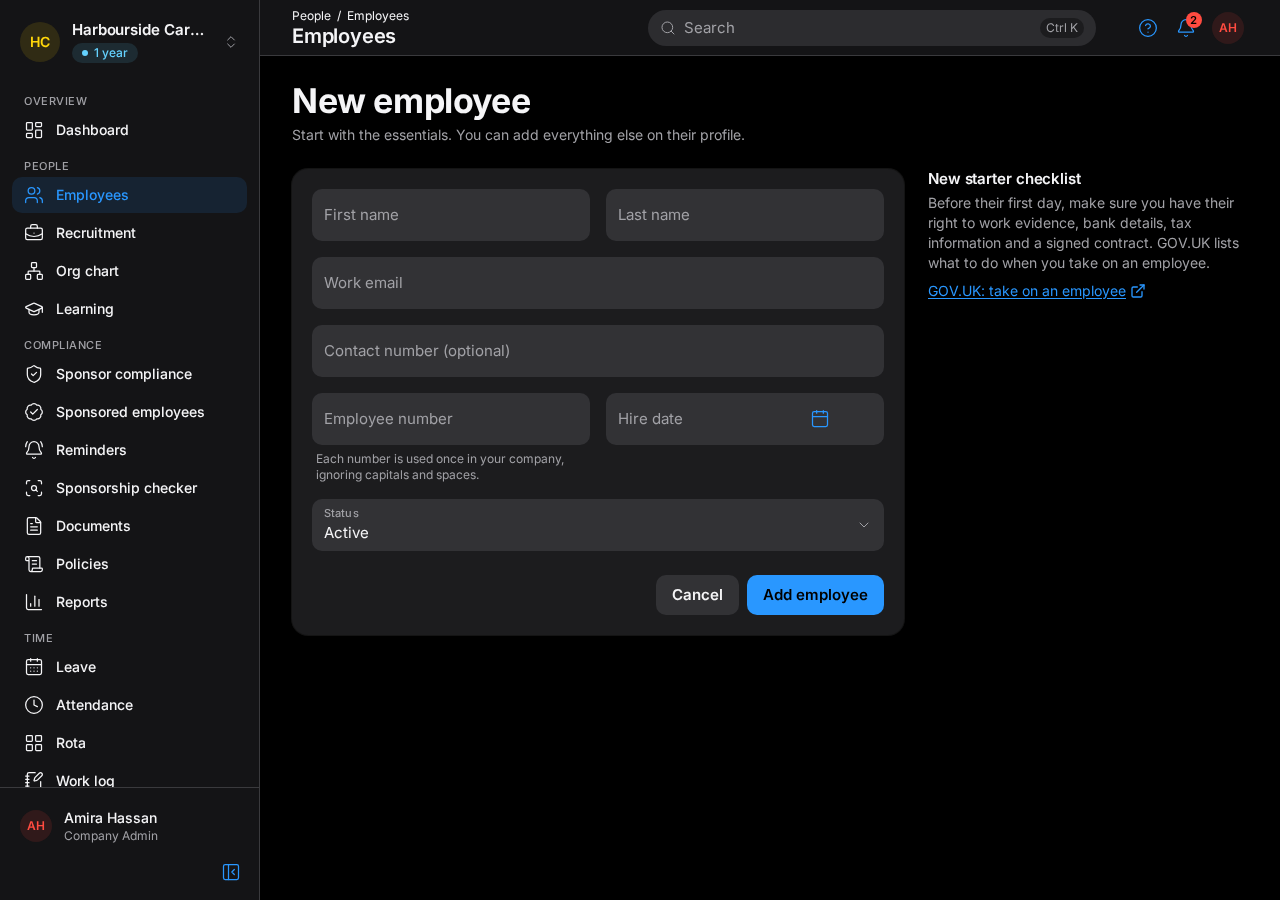 HC
Harbourside Car...
1 year
OVERVIEW
Dashboard
PEOPLE
Employees
Recruitment
Org chart
Learning
COMPLIANCE
Sponsor compliance
Sponsored employees
Reminders
Sponsorship checker
Documents
Policies
Reports
TIME
Leave
Attendance
Rota
Work log
AH
Amira Hassan
Company Admin
People / Employees
Employees
Search
Ctrl K
2
AH
New employee
Start with the essentials. You can add everything else on their profile.
First name
Last name
Work email
Contact number (optional)
Employee number
Hire date
Each number is used once in your company,
ignoring capitals and spaces.
Status
Active
Cancel
Add employee
New starter checklist
Before their first day, make sure you have their
right to work evidence, bank details, tax
information and a signed contract. GOV.UK lists
what to do when you take on an employee.
GOV.UK: take on an employee